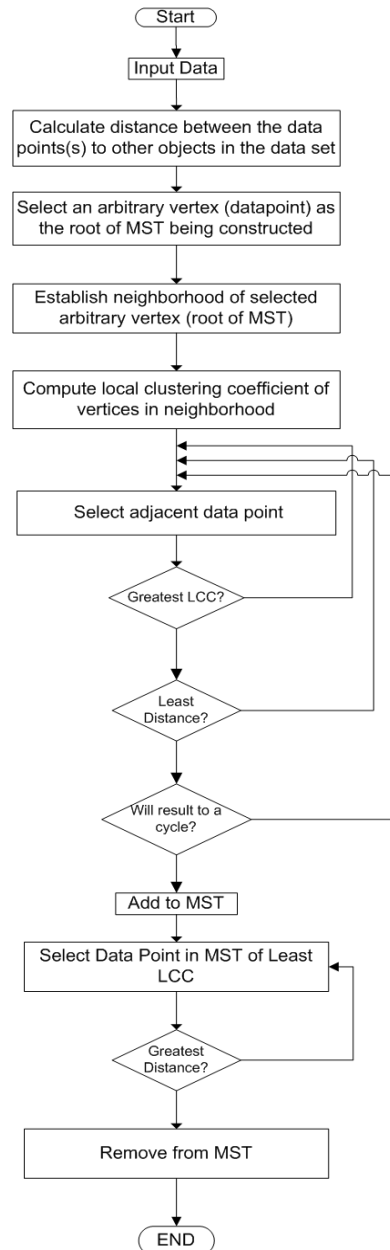 Start
Input Data
Calculate distance between the data
points(s) to other objects in the data set
Select an arbitrary vertex (datapoint) as
the root of MST being constructed
Establish neighborhood of selected
arbitrary vertex (root of MST)
Compute local clustering coefficient of
vertices in neighborhood
Select adjacent data point
Greatest LCC?
Least
Distance?
Will result to a
cycle?
Add to MST
Select Data Point in MST of Least
LCC
Greatest
Distance?
Remove from MST
END